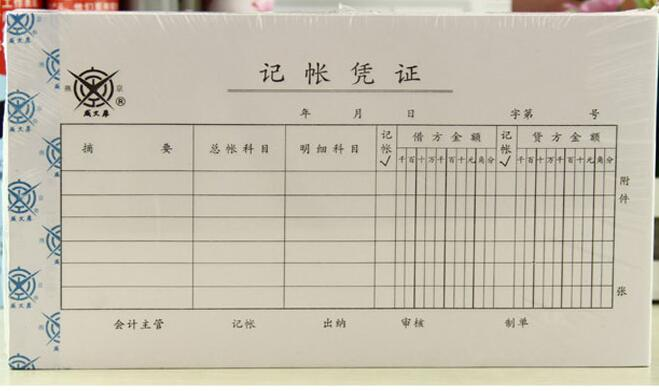 记帐凭证
燕 京
威文库®
年 月 日 字第 号
摘 要 总帐科目 明细科目 记帐✓ 借方金额 记帐✓ 贷方金额
千百十万千百十元角分 千百十万千百十元角分
附件
张
会计主管 记帐 出纳 审核 制单